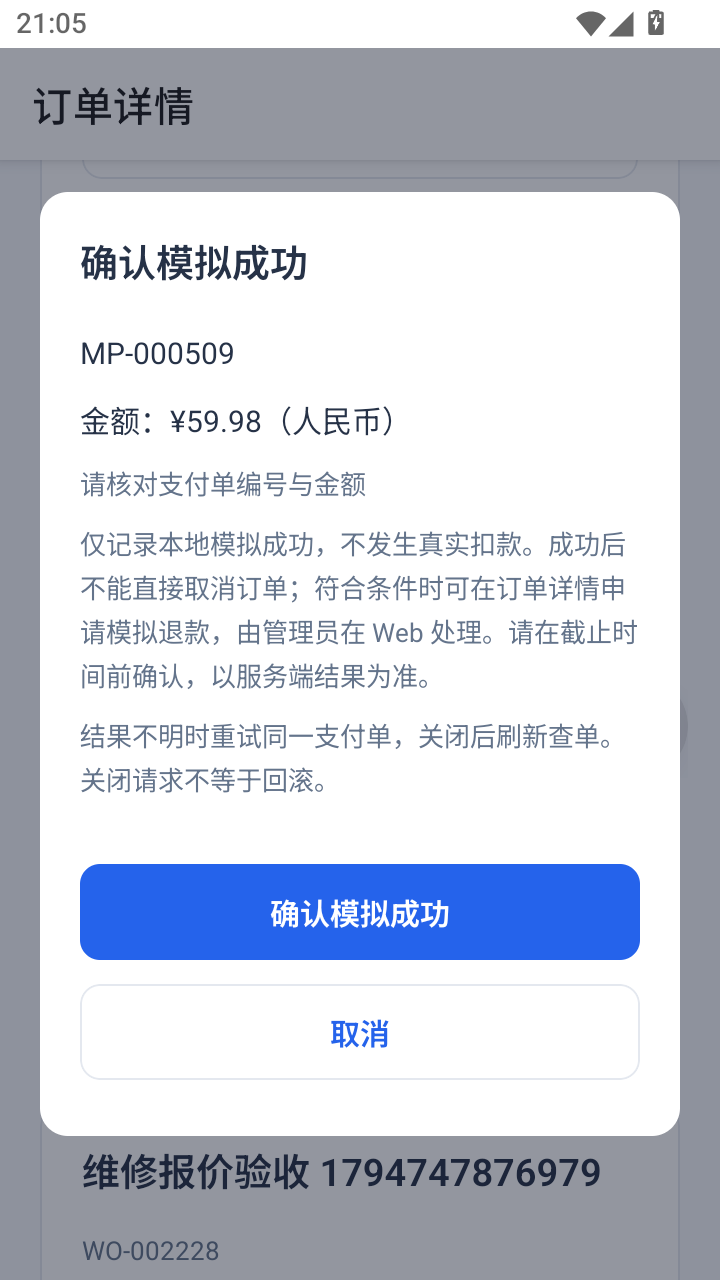 21:05
订单详情
确认模拟成功
MP-000509
金额：¥59.98（人民币）
请核对支付单编号与金额
仅记录本地模拟成功，不发生真实扣款。成功后
不能直接取消订单；符合条件时可在订单详情申
请模拟退款，由管理员在 Web 处理。请在截止时
间前确认，以服务端结果为准。
结果不明时重试同一支付单，关闭后刷新查单。
关闭请求不等于回滚。
确认模拟成功
取消
维修报价验收 1794747876979
WO-002228